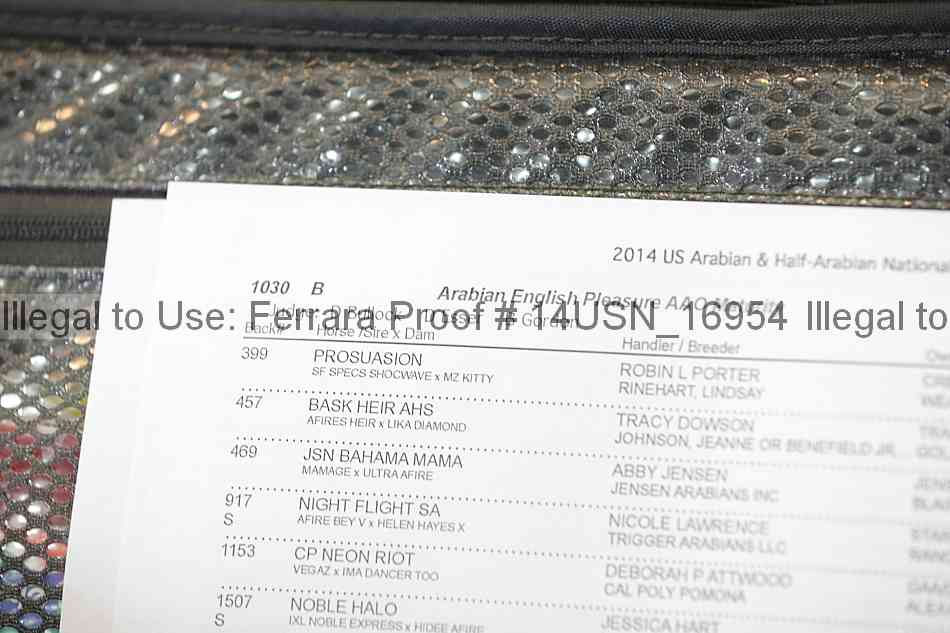 2014 US Arabian & Half-Arabian National
1030 B Arabian English Pleasure AAO
Illegal to Use: Ferrara Proof # 14USN_16954 Illegal to
Back# Horse / Sire x Dam Handler / Breeder
399 PROSUASION ROBIN L PORTER
SF SPECS SHOCWAVE x MZ KITTY RINEHART, LINDSAY
457 BASK HEIR AHS TRACY DOWSON
AFIRES HEIR x LIKA DIAMOND JOHNSON, JEANNE OR BENEFIELD JR,
469 JSN BAHAMA MAMA ABBY JENSEN
MAMAGE x ULTRA AFIRE JENSEN ARABIANS INC
917 NIGHT FLIGHT SA NICOLE LAWRENCE
S AFIRE BEY V x HELEN HAYES X TRIGGER ARABIANS LLC
1153 CP NEON RIOT DEBORAH P ATTWOOD
VEGAZ x IMA DANCER TOO CAL POLY POMONA
1507 NOBLE HALO JESSICA HART
S IXL NOBLE EXPRESS x HIDEE AFIRE